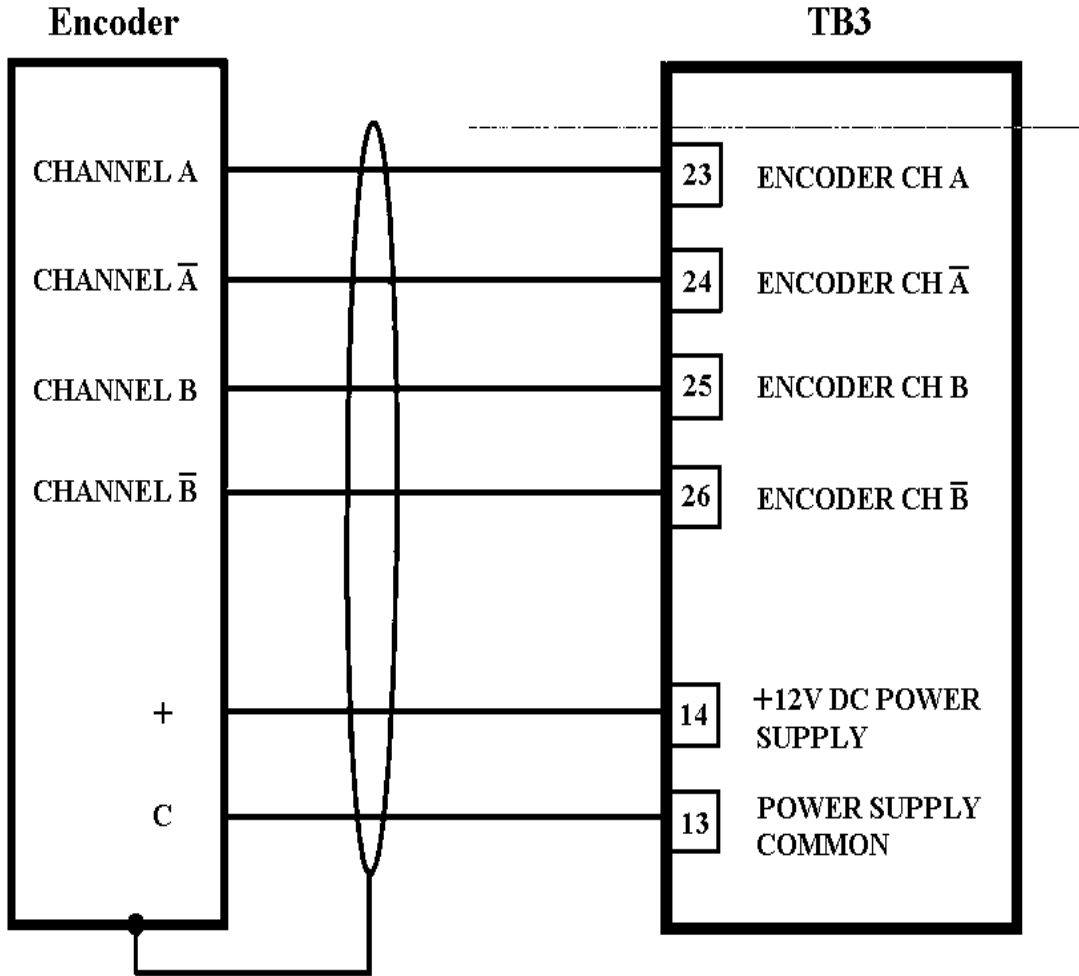 Encoder
TB3
CHANNEL A
23
ENCODER CH A
CHANNEL A̅
24
ENCODER CH A̅
CHANNEL B
25
ENCODER CH B
CHANNEL B̅
26
ENCODER CH B̅
+
14
+12V DC POWER
SUPPLY
C
13
POWER SUPPLY
COMMON